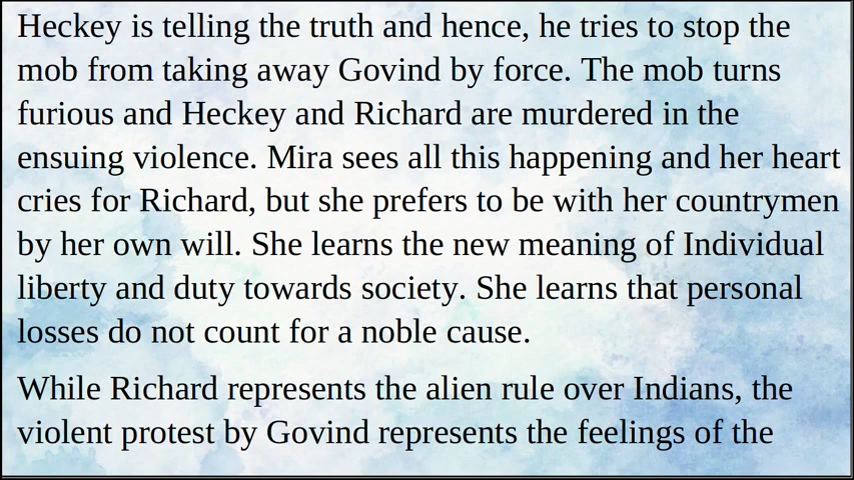 Heckey is telling the truth and hence, he tries to stop the
mob from taking away Govind by force. The mob turns
furious and Heckey and Richard are murdered in the
ensuing violence. Mira sees all this happening and her heart
cries for Richard, but she prefers to be with her countrymen
by her own will. She learns the new meaning of Individual
liberty and duty towards society. She learns that personal
losses do not count for a noble cause.
While Richard represents the alien rule over Indians, the
violent protest by Govind represents the feelings of the